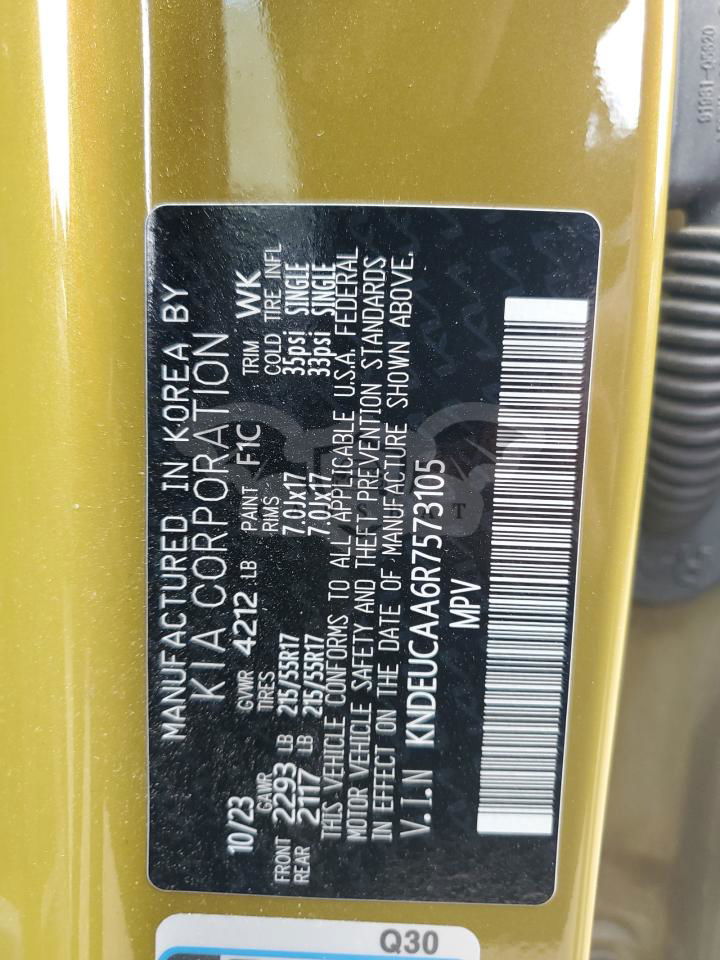 MANUFACTURED IN KOREA BY
KIA CORPORATION
10/23 GVWR 4212 LB PAINT F1C TRIM WK
GAWR TIRES RIMS COLD TIRE INFL
FRONT 2293 LB 215/55R17 7.0Jx17 35psi SINGLE
REAR 2117 LB 215/55R17 7.0Jx17 33psi SINGLE
THIS VEHICLE CONFORMS TO ALL APPLICABLE U.S.A. FEDERAL
MOTOR VEHICLE SAFETY AND THEFT PREVENTION STANDARDS
IN EFFECT ON THE DATE OF MANUFACTURE SHOWN ABOVE.
V.I.N KNDEUCAA6R7573105
MPV
Q30
91981-Q5620